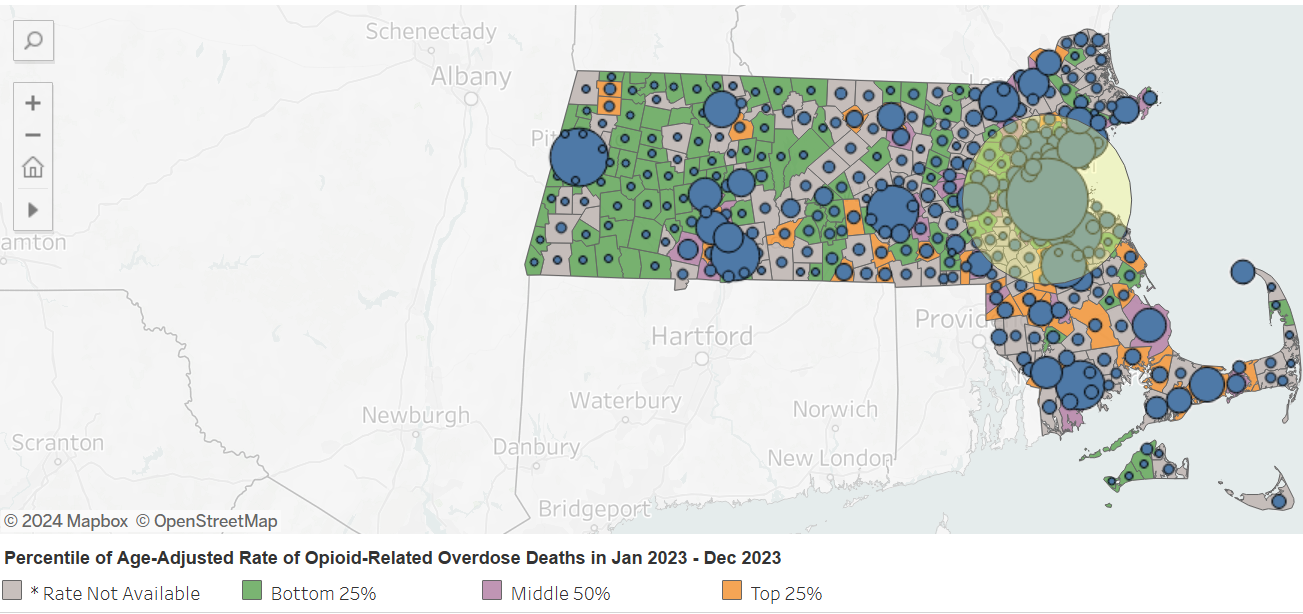 Schenectady
Albany
Pit
Lo
amton
Hartford
Provid
Waterbury
Norwich
Newburgh
Scranton
Danbury
New London
Bridgeport
© 2024 Mapbox © OpenStreetMap
Percentile of Age-Adjusted Rate of Opioid-Related Overdose Deaths in Jan 2023 - Dec 2023
* Rate Not Available Bottom 25% Middle 50% Top 25%